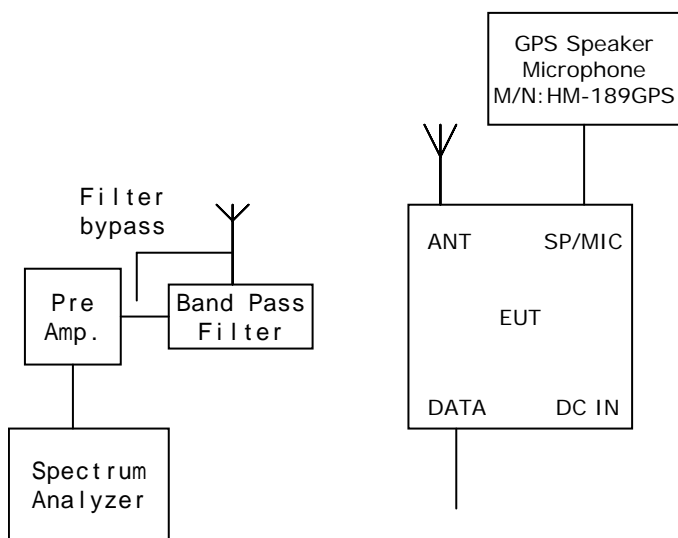 GPS Speaker
Microphone
M/N:HM-189GPS
Filter
bypass
ANT SP/MIC
Pre
Amp.
Band Pass
Filter
EUT
DATA DC IN
Spectrum
Analyzer